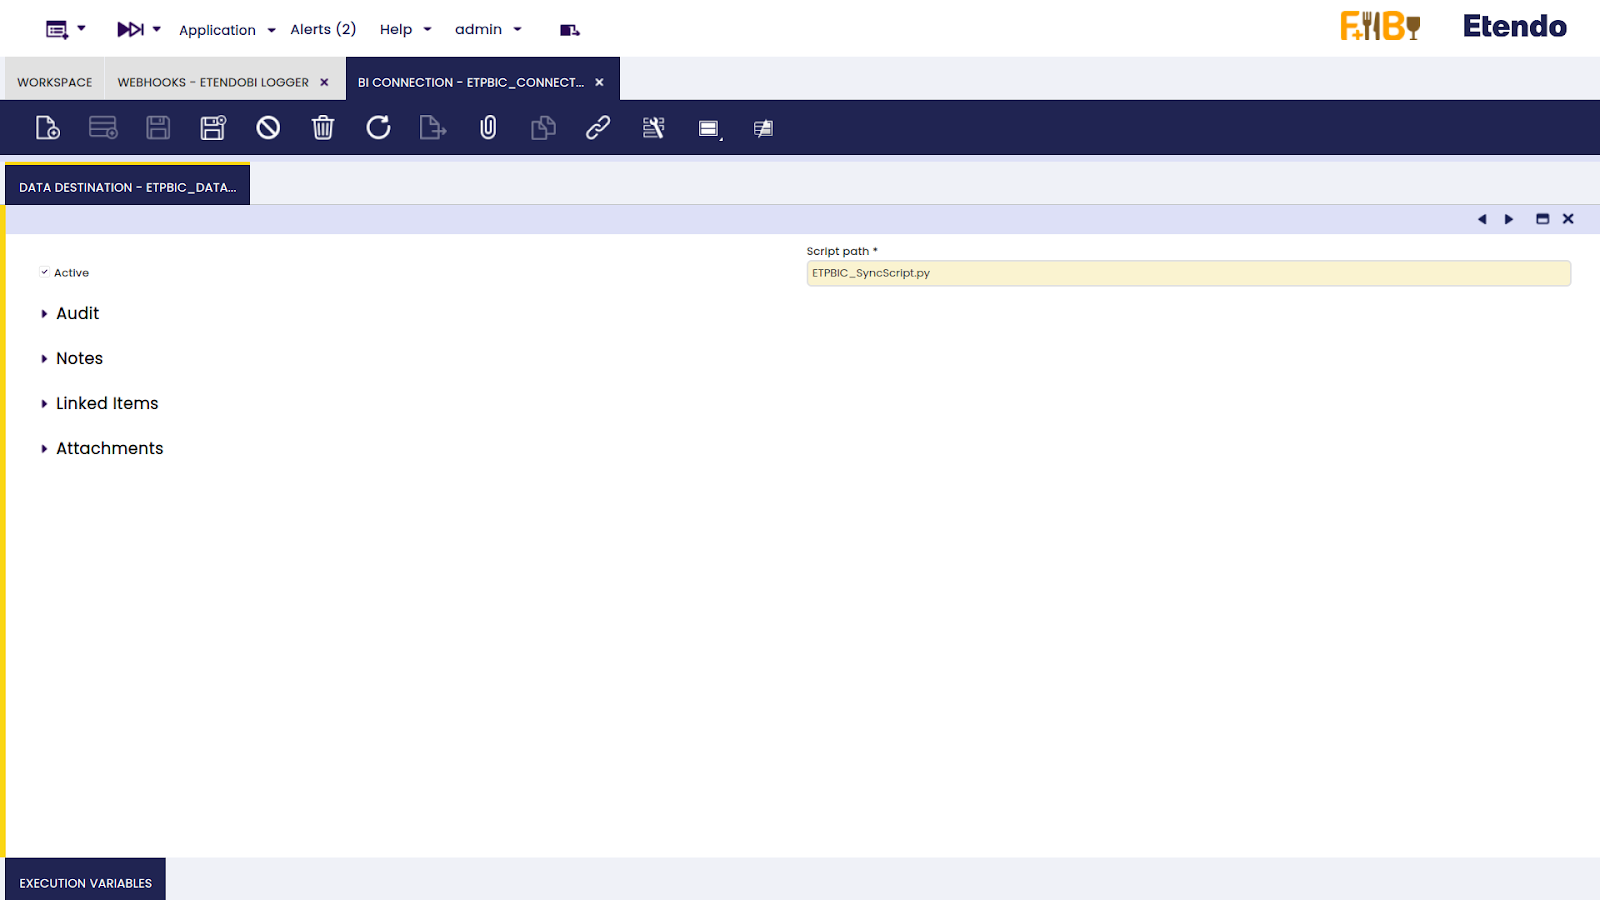 Application
Alerts (2)
Help
admin
Etendo
WORKSPACE
WEBHOOKS - ETENDOBI LOGGER
BI CONNECTION - ETPBIC_CONNECT...
DATA DESTINATION - ETPBIC_DATA...
Script path *
Active
ETPBIC_SyncScript.py
Audit
Notes
Linked Items
Attachments
EXECUTION VARIABLES